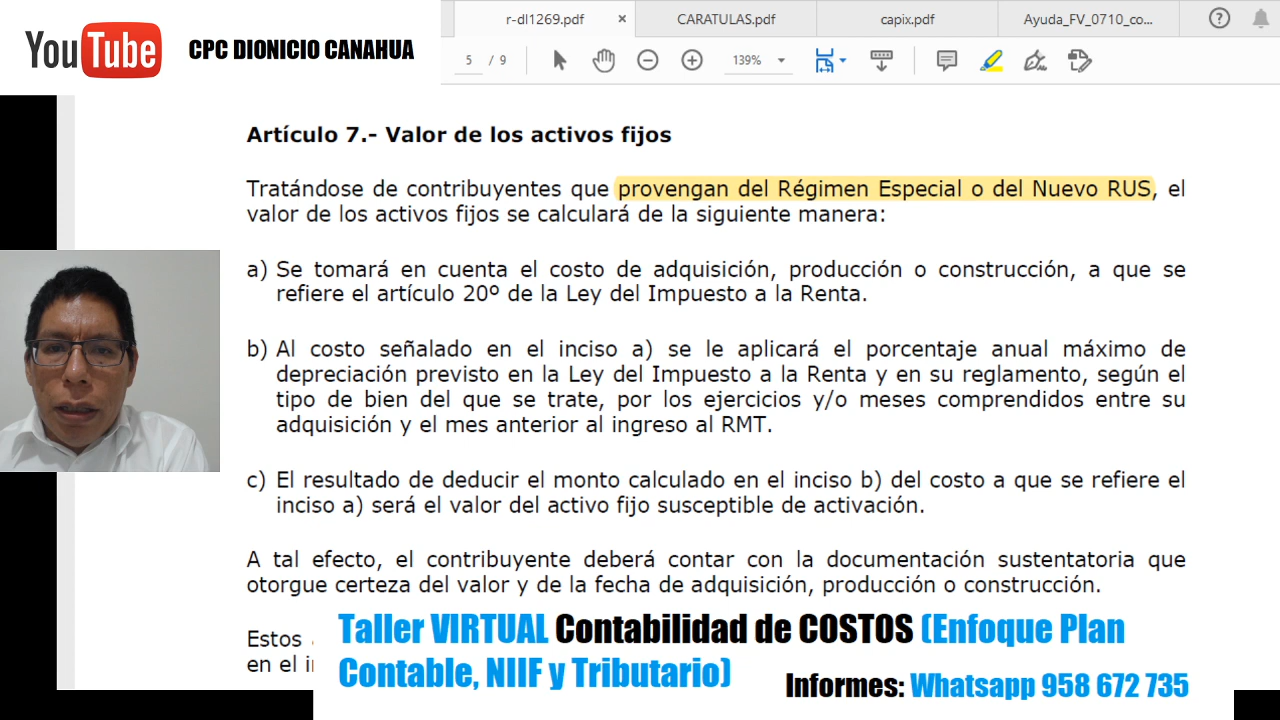 YouTube CPC DIONICIO CANAHUA
r-dl1269.pdf × CARATULAS.pdf capix.pdf Ayuda_FV_0710_co...
5 / 9 139%
Artículo 7.- Valor de los activos fijos
Tratándose de contribuyentes que provengan del Régimen Especial o del Nuevo RUS, el
valor de los activos fijos se calculará de la siguiente manera:
a) Se tomará en cuenta el costo de adquisición, producción o construcción, a que se
refiere el artículo 20º de la Ley del Impuesto a la Renta.
b) Al costo señalado en el inciso a) se le aplicará el porcentaje anual máximo de
depreciación previsto en la Ley del Impuesto a la Renta y en su reglamento, según el
tipo de bien del que se trate, por los ejercicios y/o meses comprendidos entre su
adquisición y el mes anterior al ingreso al RMT.
c) El resultado de deducir el monto calculado en el inciso b) del costo a que se refiere el
inciso a) será el valor del activo fijo susceptible de activación.
A tal efecto, el contribuyente deberá contar con la documentación sustentatoria que
otorgue certeza del valor y de la fecha de adquisición, producción o construcción.
Estos
en el
Taller VIRTUAL Contabilidad de COSTOS (Enfoque Plan
Contable, NIIF y Tributario)
Informes: Whatsapp 958 672 735